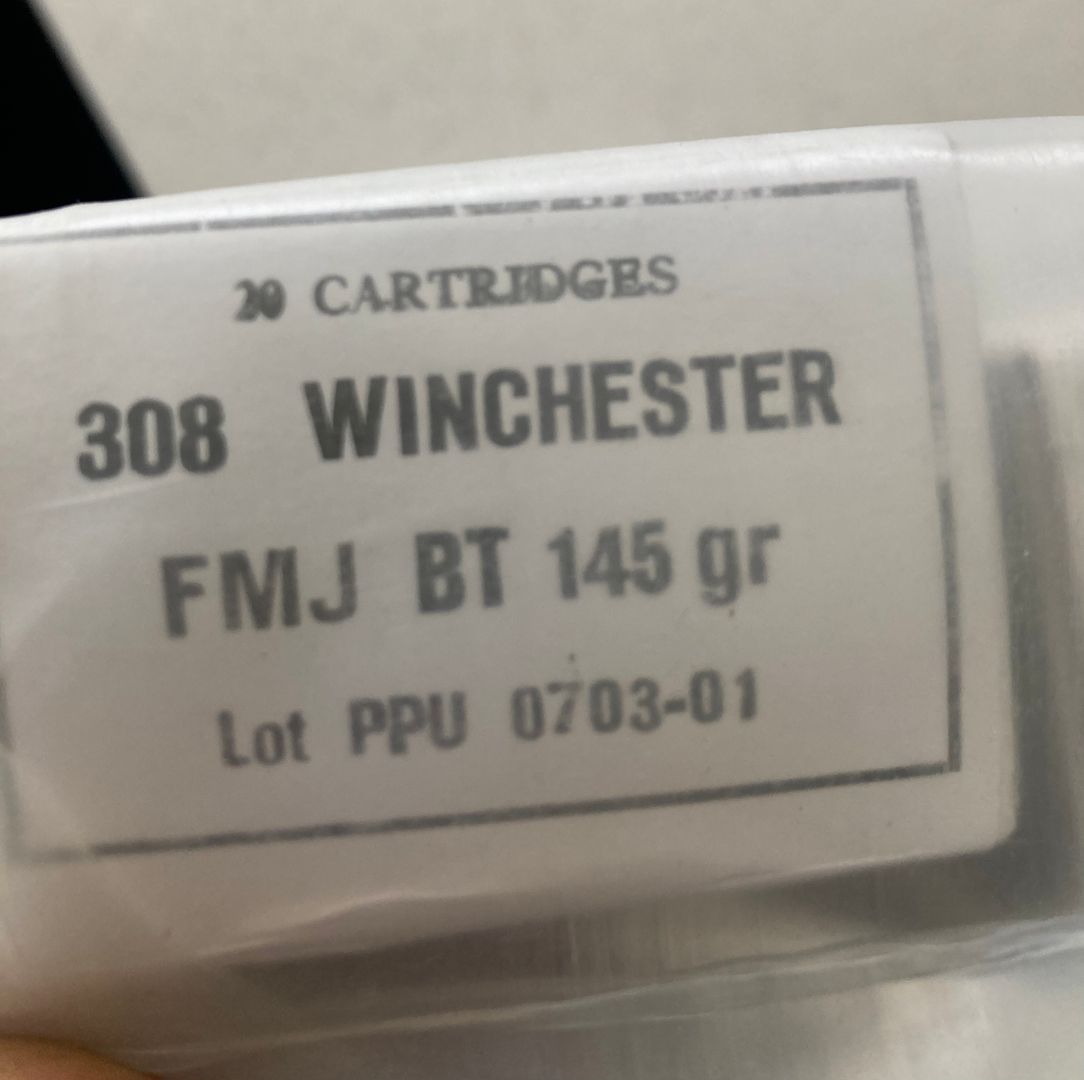 20 CARTRIDGES
308 WINCHESTER
FMJ BT 145 gr
Lot PPU 0703-01